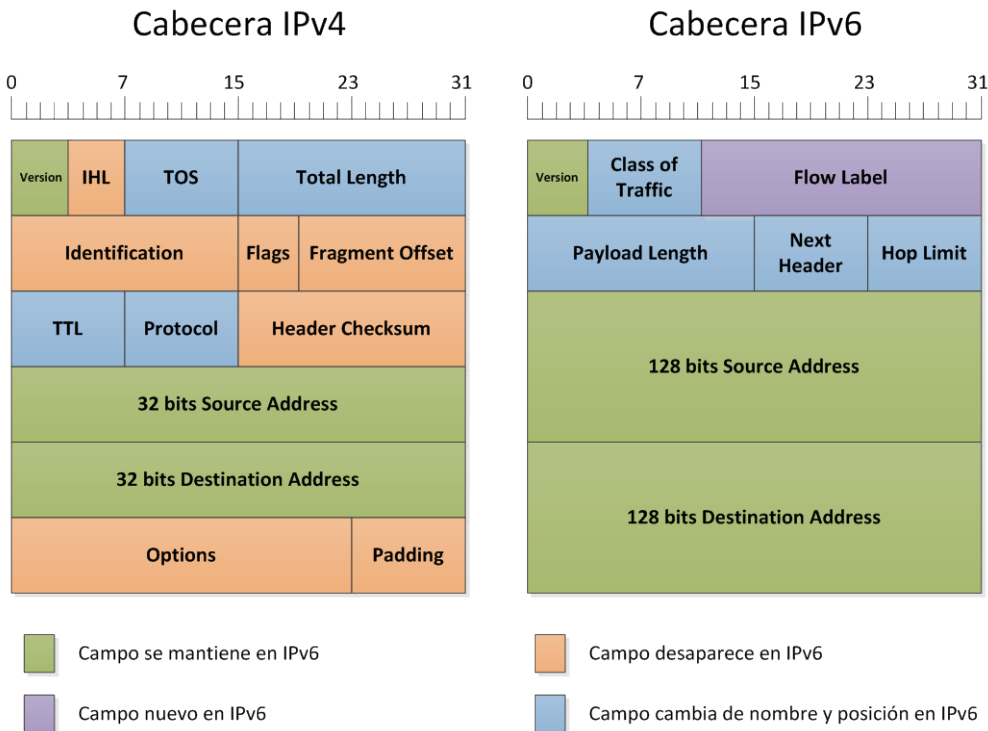 Cabecera IPv4
Cabecera IPv6
0 7 15 23 31
0 7 15 23 31
Version IHL TOS Total Length
Identification Flags Fragment Offset
TTL Protocol Header Checksum
32 bits Source Address
32 bits Destination Address
Options Padding
Version Class of
Traffic Flow Label
Payload Length Next
Header Hop Limit
128 bits Source Address
128 bits Destination Address
Campo se mantiene en IPv6
Campo desaparece en IPv6
Campo nuevo en IPv6
Campo cambia de nombre y posición en IPv6